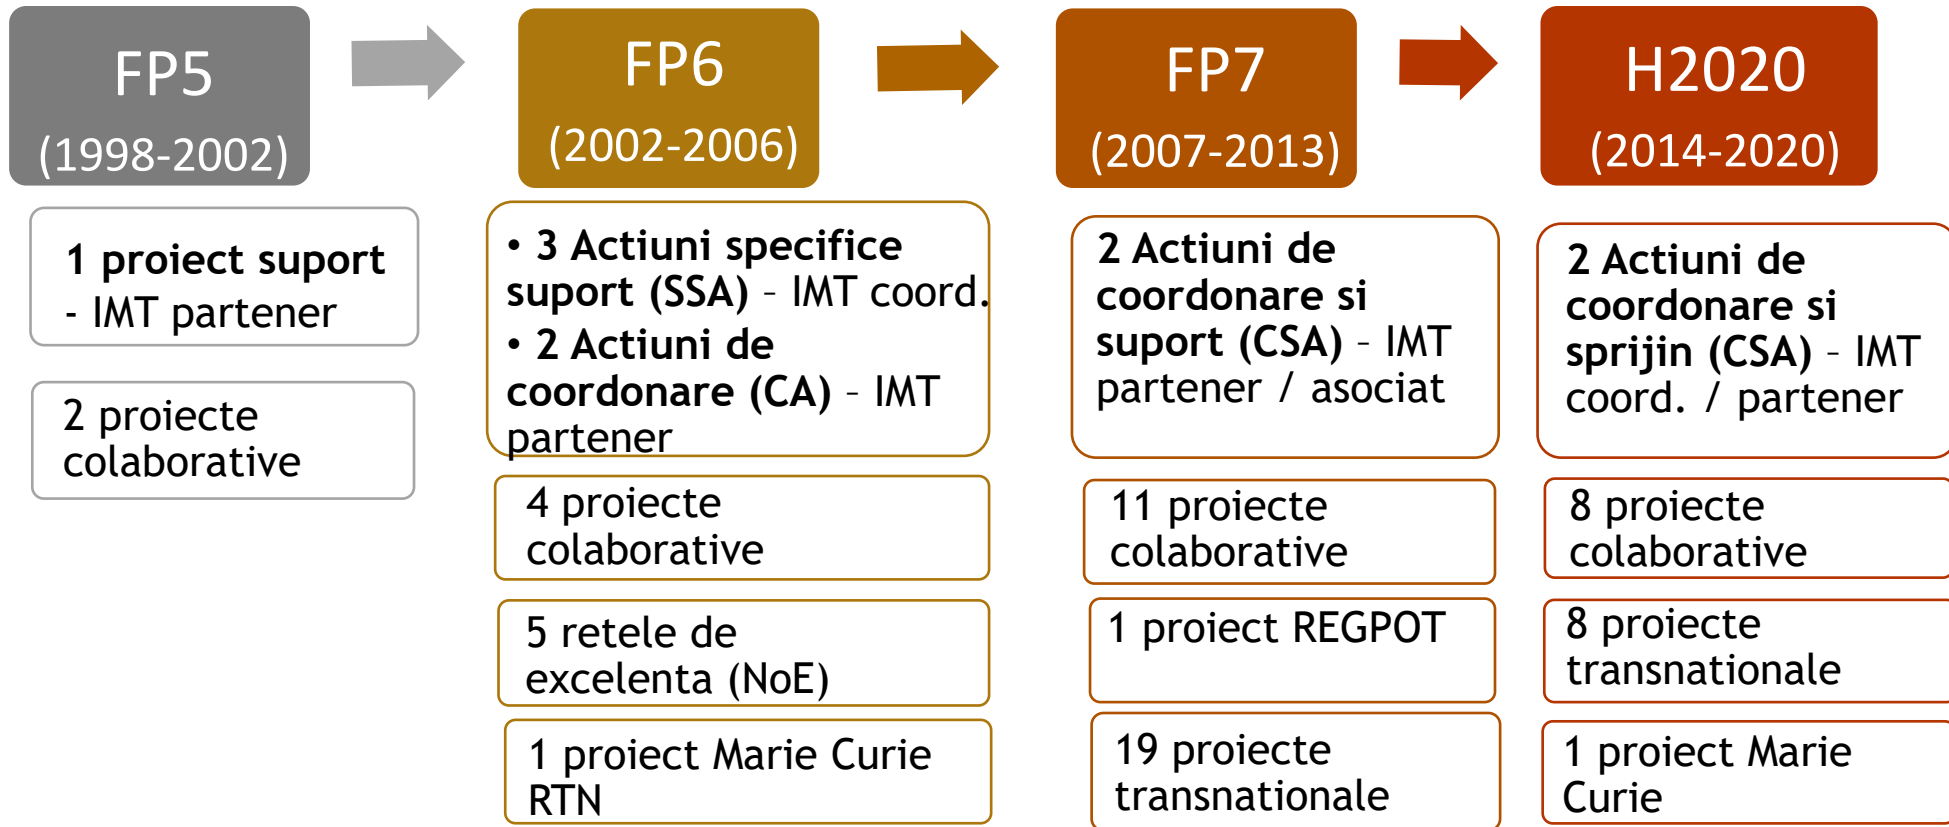 FP5
(1998-2002)
1 proiect suport
- IMT partener
2 proiecte
colaborative
FP6
(2002-2006)
• 3 Actiuni specifice
suport (SSA) – IMT coord.
• 2 Actiuni de
coordonare (CA) – IMT
partener
4 proiecte
colaborative
5 retele de
excelenta (NoE)
1 proiect Marie Curie
RTN
FP7
(2007-2013)
2 Actiuni de
coordonare si
suport (CSA) – IMT
partener / asociat
11 proiecte
colaborative
1 proiect REGPOT
19 proiecte
transnationale
H2020
(2014-2020)
2 Actiuni de
coordonare si
sprijin (CSA) – IMT
coord. / partener
8 proiecte
colaborative
8 proiecte
transnationale
1 proiect Marie
Curie